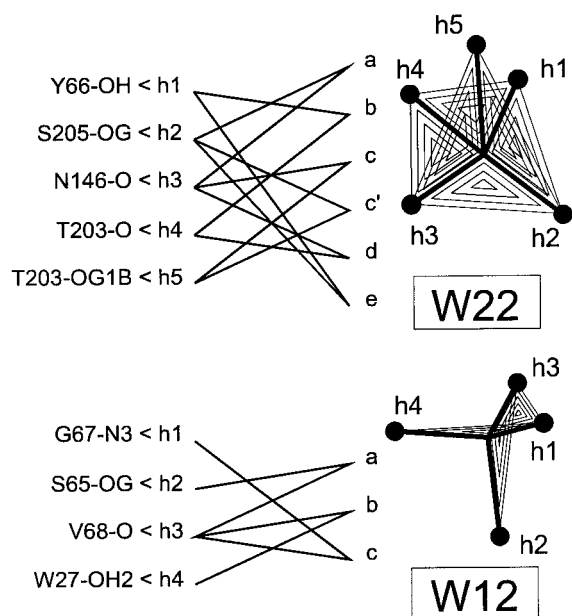 h5
a
h4
h1
Y66-OH < h1
b
S205-OG < h2
c
N146-O < h3
c'
T203-O < h4
h3
h2
d
T203-OG1B < h5
e
W22
h3
G67-N3 < h1
h4
h1
a
S65-OG < h2
b
V68-O < h3
h2
c
W27-OH2 < h4
W12